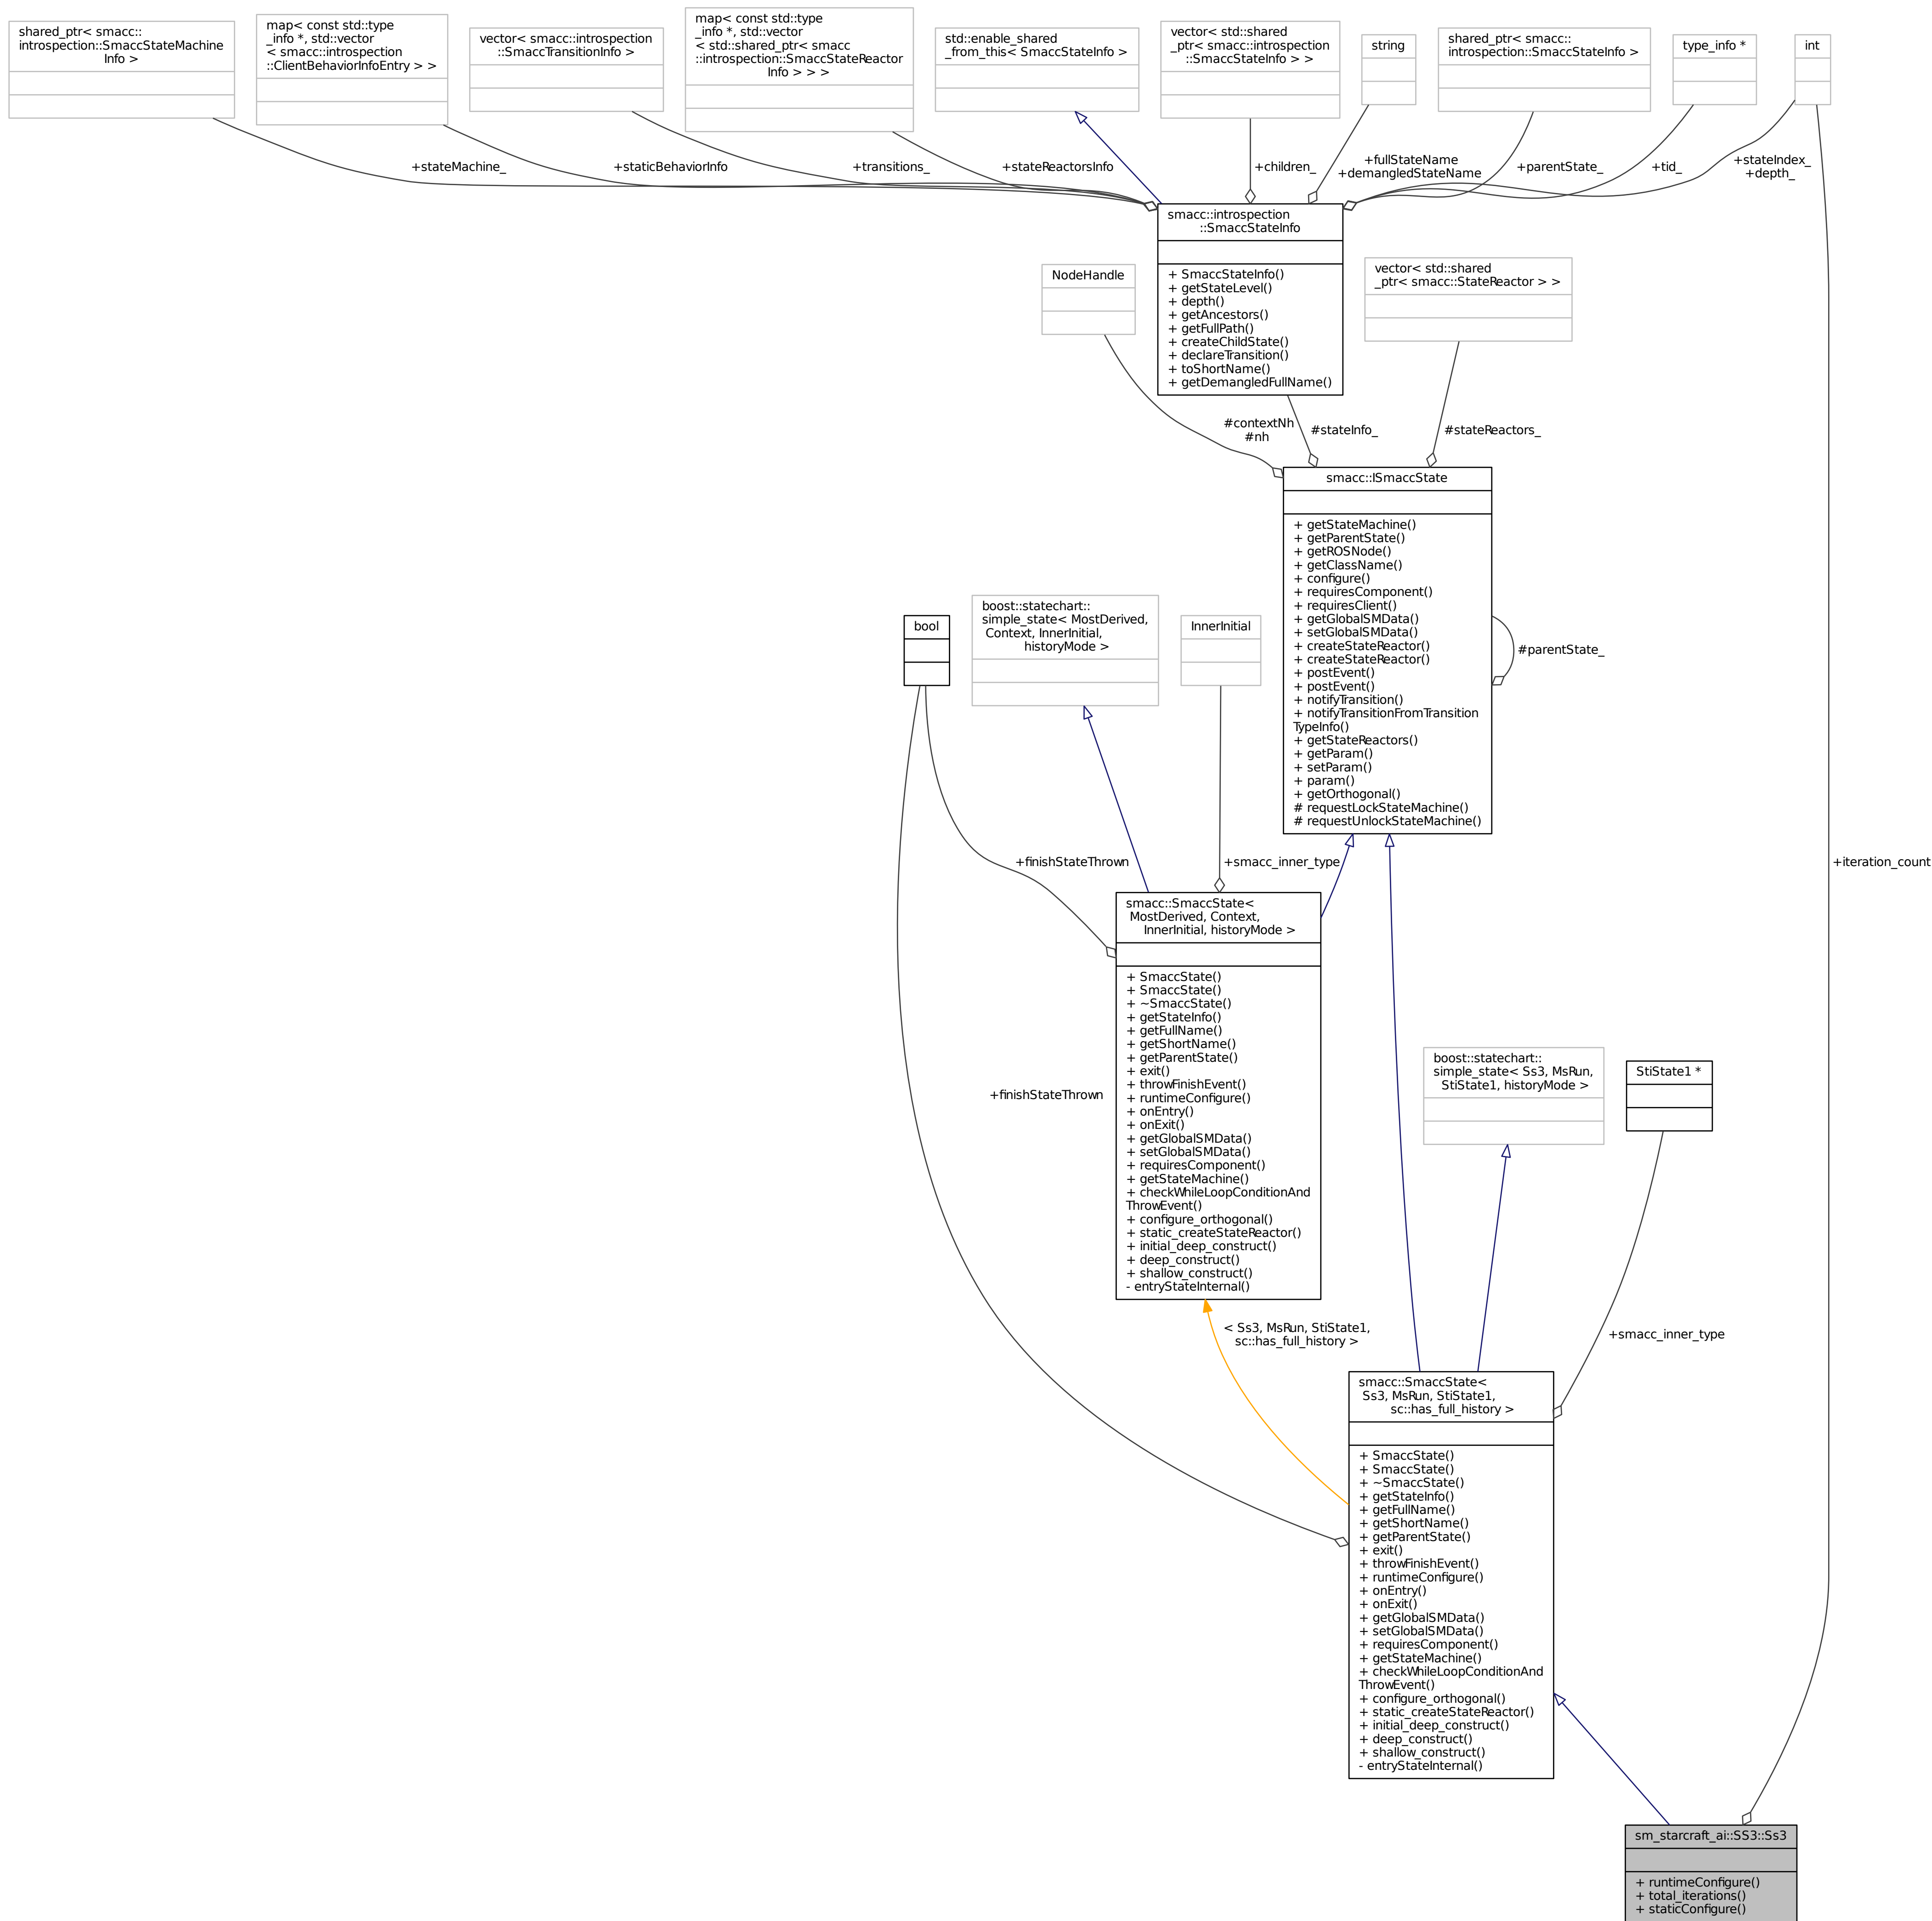 shared_ptr< smacc::
introspection::SmaccStateMachine
Info >
map< const std::type
_info *, std::vector
< smacc::introspection
::ClientBehaviorInfoEntry > >
vector< smacc::introspection
::SmaccTransitionInfo >
map< const std::type
_info *, std::vector
< std::shared_ptr< smacc
::introspection::SmaccStateReactor
Info > > >
std::enable_shared
_from_this< SmaccStateInfo >
vector< std::shared
_ptr< smacc::introspection
::SmaccStateInfo > >
string
shared_ptr< smacc::
introspection::SmaccStateInfo >
type_info *
int
+stateMachine_
+staticBehaviorInfo
+transitions_
+stateReactorsInfo
+children_
+fullStateName
+demangledStateName
+parentState_
+tid_
+stateIndex_
+depth_
smacc::introspection
::SmaccStateInfo
+ SmaccStateInfo()
+ getStateLevel()
+ depth()
+ getAncestors()
+ getFullPath()
+ createChildState()
+ declareTransition()
+ toShortName()
+ getDemangledFullName()
NodeHandle
vector< std::shared
_ptr< smacc::StateReactor > >
#contextNh
#nh
#stateInfo_
#stateReactors_
smacc::ISmaccState
+ getStateMachine()
+ getParentState()
+ getROSNode()
+ getClassName()
+ configure()
+ requiresComponent()
+ requiresClient()
+ getGlobalSMData()
+ setGlobalSMData()
+ createStateReactor()
+ createStateReactor()
+ postEvent()
+ postEvent()
+ notifyTransition()
+ notifyTransitionFromTransition
TypeInfo()
+ getStateReactors()
+ getParam()
+ setParam()
+ param()
+ getOrthogonal()
# requestLockStateMachine()
# requestUnlockStateMachine()
#parentState_
bool
boost::statechart::
simple_state< MostDerived,
Context, InnerInitial,
historyMode >
InnerInitial
+finishStateThrown
+smacc_inner_type
+iteration_count
smacc::SmaccState<
MostDerived, Context,
InnerInitial, historyMode >
+ SmaccState()
+ SmaccState()
+ ~SmaccState()
+ getStateInfo()
+ getFullName()
+ getShortName()
+ getParentState()
+ exit()
+ throwFinishEvent()
+ runtimeConfigure()
+ onEntry()
+ onExit()
+ getGlobalSMData()
+ setGlobalSMData()
+ requiresComponent()
+ getStateMachine()
+ checkWhileLoopConditionAnd
ThrowEvent()
+ configure_orthogonal()
+ static_createStateReactor()
+ initial_deep_construct()
+ deep_construct()
+ shallow_construct()
- entryStateInternal()
+finishStateThrown
boost::statechart::
simple_state< Ss3, MsRun,
StiState1, historyMode >
StiState1 *
< Ss3, MsRun, StiState1,
sc::has_full_history >
+smacc_inner_type
smacc::SmaccState<
Ss3, MsRun, StiState1,
sc::has_full_history >
+ SmaccState()
+ SmaccState()
+ ~SmaccState()
+ getStateInfo()
+ getFullName()
+ getShortName()
+ getParentState()
+ exit()
+ throwFinishEvent()
+ runtimeConfigure()
+ onEntry()
+ onExit()
+ getGlobalSMData()
+ setGlobalSMData()
+ requiresComponent()
+ getStateMachine()
+ checkWhileLoopConditionAnd
ThrowEvent()
+ configure_orthogonal()
+ static_createStateReactor()
+ initial_deep_construct()
+ deep_construct()
+ shallow_construct()
- entryStateInternal()
sm_starcraft_ai::SS3::Ss3
+ runtimeConfigure()
+ total_iterations()
+ staticConfigure()